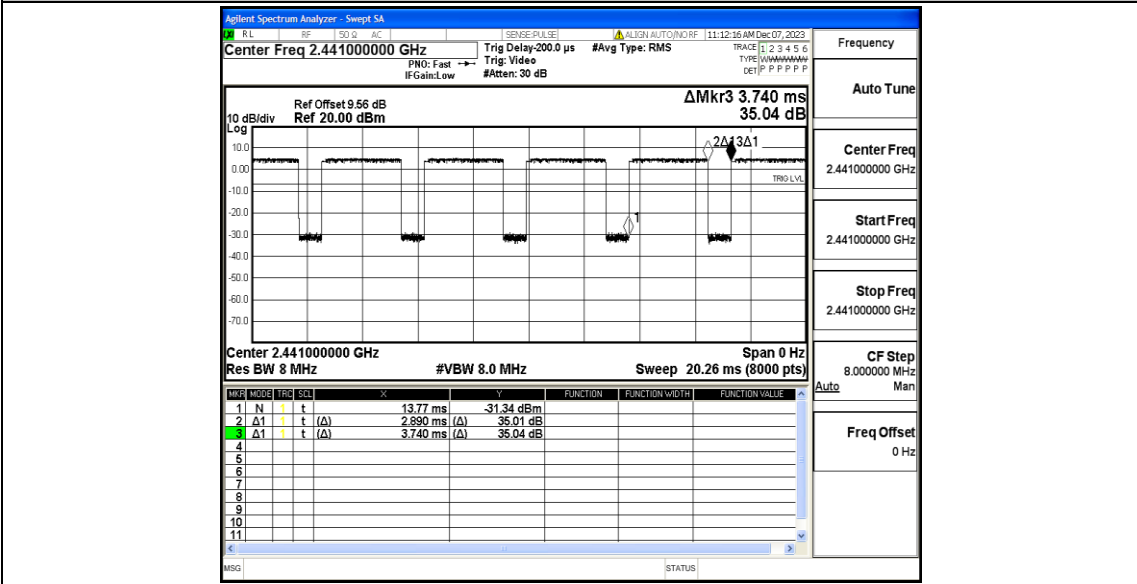 Agilent Spectrum Analyzer - Swept SA
RL RF 50 Ω AC SENSE:PULSE ALIGN AUTO/NO RF 11:12:16 AM Dec 07, 2023
Center Freq 2.441000000 GHz
PNO: Fast
IFGain:Low
Trig Delay-200.0 µs
Trig: Video
#Atten: 30 dB
#Avg Type: RMS
TRACE 1 2 3 4 5 6
TYPE WWWWWW
DET P P P P P P
ΔMkr3 3.740 ms
35.04 dB
Ref Offset 9.56 dB
10 dB/div Ref 20.00 dBm
Log
10.0
0.00
-10.0
-20.0
-30.0
-40.0
-50.0
-60.0
-70.0
2Δ1 3Δ1
TRIG LVL
1
Center 2.441000000 GHz Span 0 Hz
Res BW 8 MHz #VBW 8.0 MHz Sweep 20.26 ms (8000 pts)
MKR MODE TRC SCL X Y FUNCTION FUNCTION WIDTH FUNCTION VALUE
1 N 1 t 13.77 ms -31.34 dBm
2 Δ1 1 t (Δ) 2.890 ms (Δ) 35.01 dB
3 Δ1 1 t (Δ) 3.740 ms (Δ) 35.04 dB
4
5
6
7
8
9
10
11
MSG STATUS
Frequency
Auto Tune
Center Freq
2.441000000 GHz
Start Freq
2.441000000 GHz
Stop Freq
2.441000000 GHz
CF Step
8.000000 MHz
Auto Man
Freq Offset
0 Hz